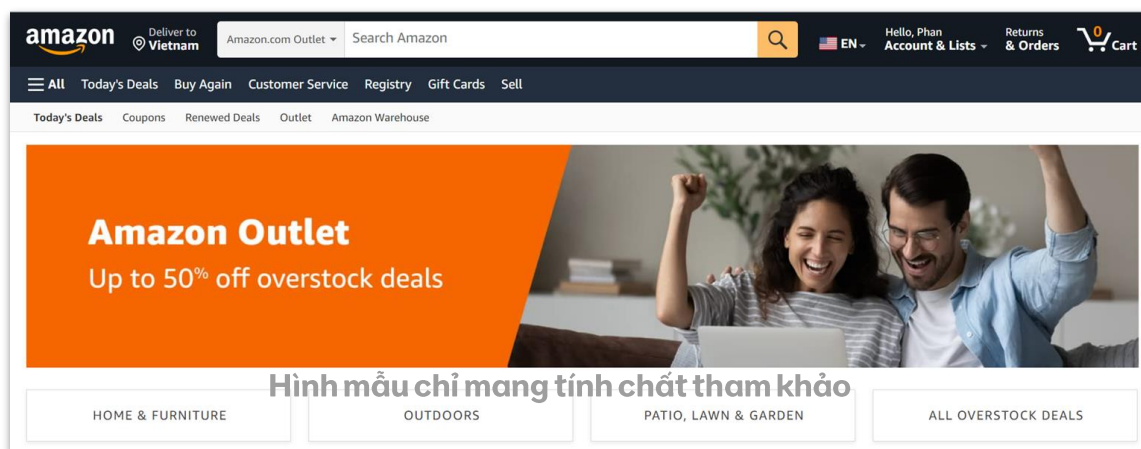 amazon
Deliver to
Vietnam
Amazon.com Outlet
Search Amazon
EN
Hello, Phan
Account & Lists
Returns
& Orders
0
Cart
All Today's Deals Buy Again Customer Service Registry Gift Cards Sell
Today's Deals Coupons Renewed Deals Outlet Amazon Warehouse
Amazon Outlet
Up to 50% off overstock deals
Hình mẫu chỉ mang tính chất tham khảo
HOME & FURNITURE OUTDOORS PATIO, LAWN & GARDEN ALL OVERSTOCK DEALS